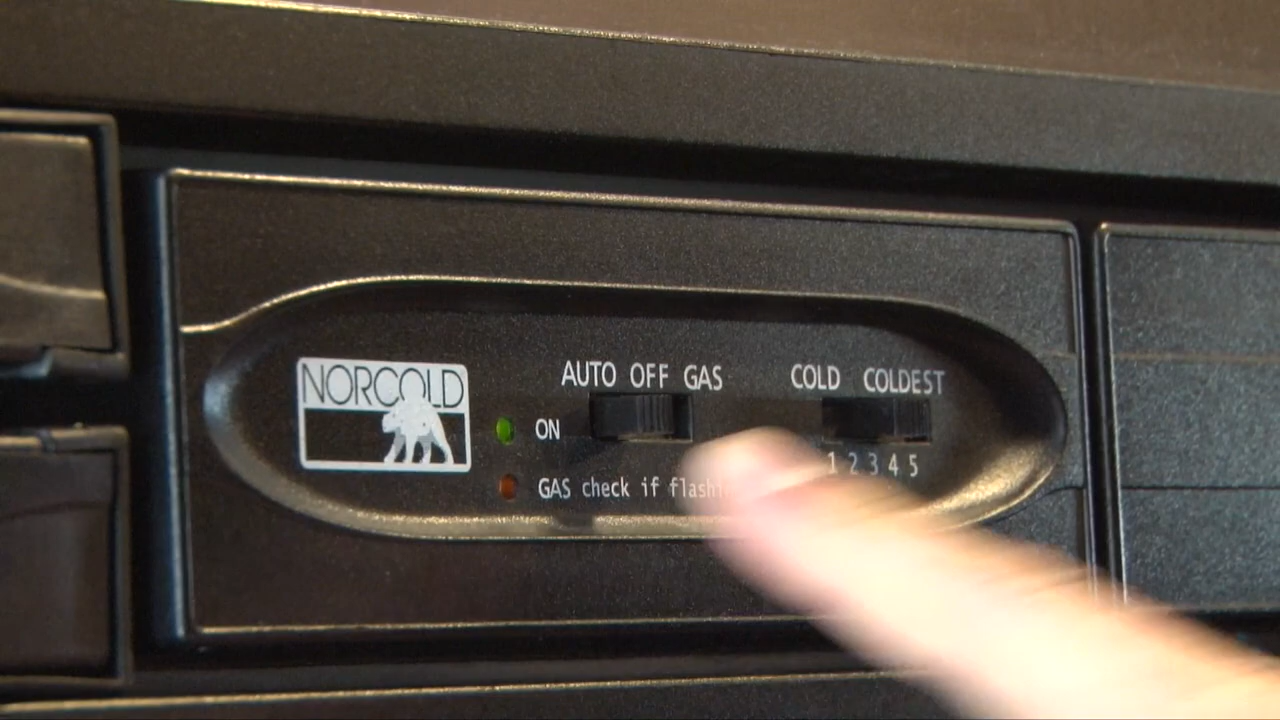 NORCOLD
AUTO OFF GAS
COLD COLDEST
ON
1 2 3 4 5
GAS check if